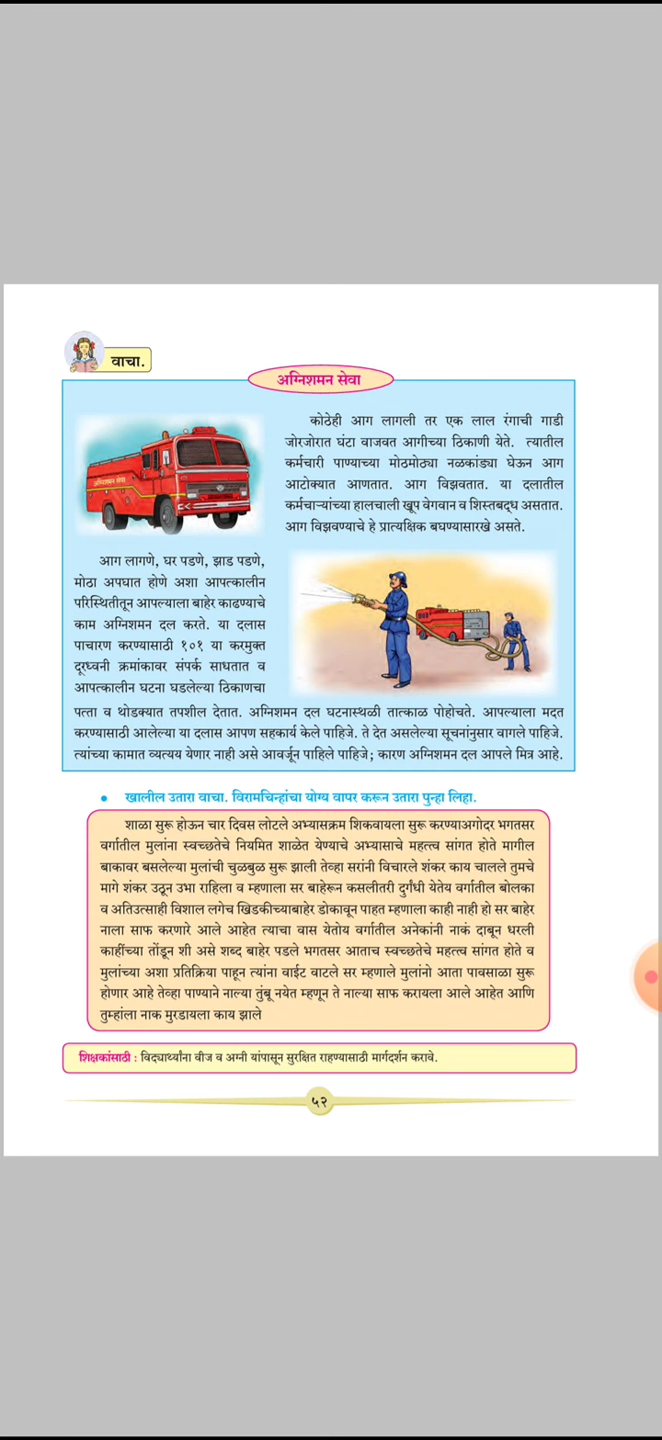 वाचा.
अग्निशमन सेवा
कोठेही आग लागली तर एक लाल रंगाची गाडी
जोरजोरात घंटा वाजवत आगीच्या ठिकाणी येते. त्यातील
कर्मचारी पाण्याच्या मोठमोठ्या नळकांड्या घेऊन आग
आटोक्यात आणतात. आग विझवतात. या दलातील
कर्मचाऱ्यांच्या हालचाली खूप वेगवान व शिस्तबद्ध असतात.
आग विझवण्याचे हे प्रात्यक्षिक बघण्यासारखे असते.
अग्निशमन सेवा
आग लागणे, घर पडणे, झाड पडणे,
मोठा अपघात होणे अशा आपत्कालीन
परिस्थितीतून आपल्याला बाहेर काढण्याचे
काम अग्निशमन दल करते. या दलास
पाचारण करण्यासाठी १०१ या करमुक्त
दूरध्वनी क्रमांकावर संपर्क साधतात व
आपत्कालीन घटना घडलेल्या ठिकाणचा
पत्ता व थोडक्यात तपशील देतात. अग्निशमन दल घटनास्थळी तात्काळ पोहोचते. आपल्याला मदत
करण्यासाठी आलेल्या या दलास आपण सहकार्य केले पाहिजे. ते देत असलेल्या सूचनांनुसार वागले पाहिजे.
त्यांच्या कामात व्यत्यय येणार नाही असे आवर्जून पाहिले पाहिजे; कारण अग्निशमन दल आपले मित्र आहे.
• खालील उतारा वाचा. विरामचिन्हांचा योग्य वापर करून उतारा पुन्हा लिहा.
शाळा सुरू होऊन चार दिवस लोटले अभ्यासक्रम शिकवायला सुरू करण्याअगोदर भगतसर
वर्गातील मुलांना स्वच्छतेचे नियमित शाळेत येण्याचे अभ्यासाचे महत्त्व सांगत होते मागील
बाकावर बसलेल्या मुलांची चुळबुळ सुरू झाली तेव्हा सरांनी विचारले शंकर काय चालले तुमचे
मागे शंकर उठून उभा राहिला व म्हणाला सर बाहेरून कसलीतरी दुर्गंधी येतेय वर्गातील बोलका
व अतिउत्साही विशाल लगेच खिडकीच्याबाहेर डोकावून पाहत म्हणाला काही नाही हो सर बाहेर
नाला साफ करणारे आले आहेत त्याचा वास येतोय वर्गातील अनेकांनी नाकं दाबून धरली
काहींच्या तोंडून शी असे शब्द बाहेर पडले भगतसर आताच स्वच्छतेचे महत्त्व सांगत होते व
मुलांच्या अशा प्रतिक्रिया पाहून त्यांना वाईट वाटले सर म्हणाले मुलांनो आता पावसाळा सुरू
होणार आहे तेव्हा पाण्याने नाल्या तुंबू नयेत म्हणून ते नाल्या साफ करायला आले आहेत आणि
तुम्हांला नाक मुरडायला काय झाले
शिक्षकांसाठी : विद्यार्थ्यांना वीज व अग्नी यांपासून सुरक्षित राहण्यासाठी मार्गदर्शन करावे.
५२